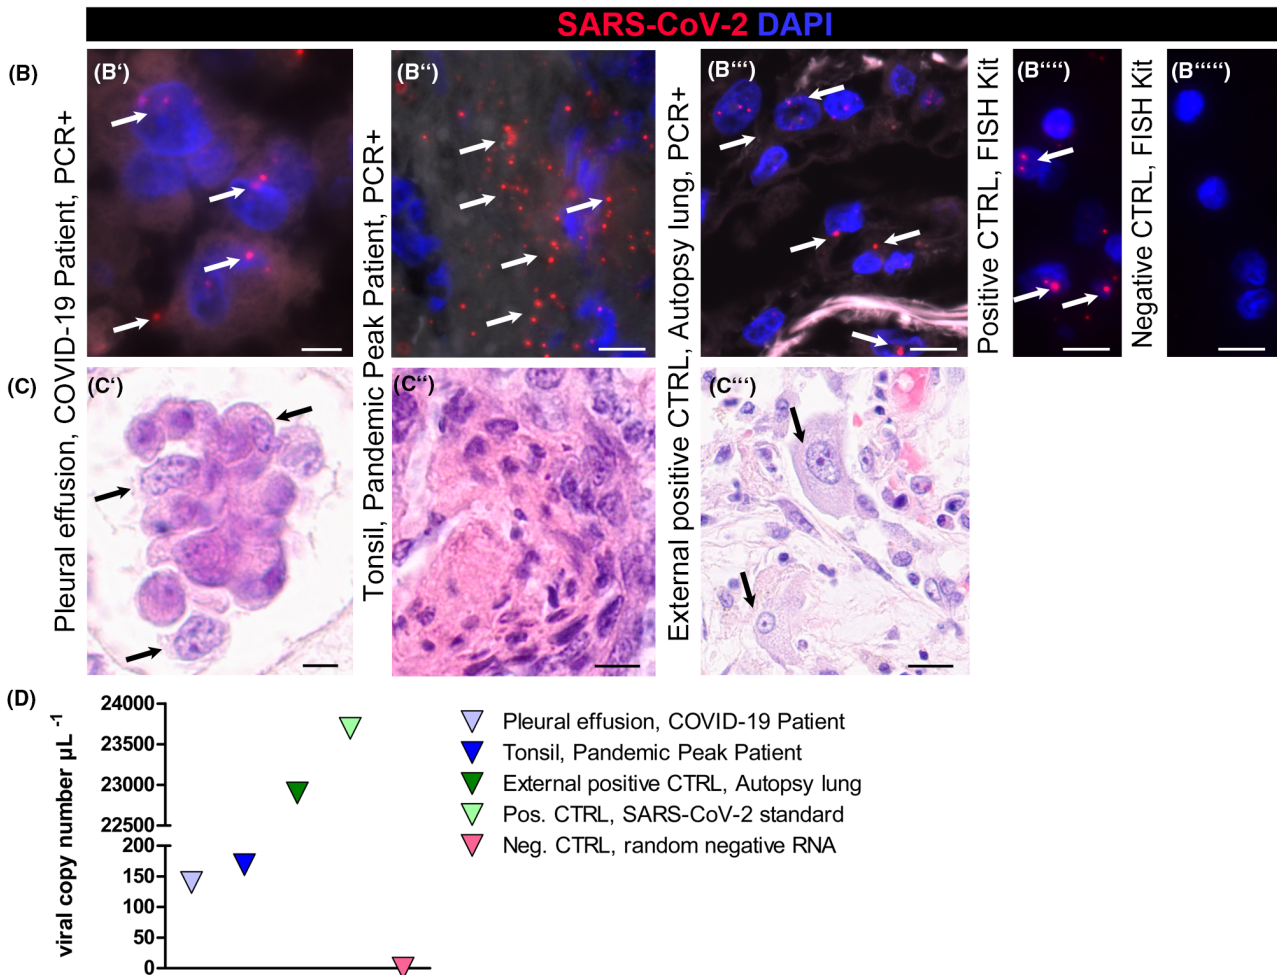 SARS-CoV-2 DAPI
(B)
Pleural effusion, COVID-19 Patient, PCR+
(B‘)
Tonsil, Pandemic Peak Patient, PCR+
(B“)
External positive CTRL, Autopsy lung, PCR+
(B“‘)
Positive CTRL, FISH Kit
(B““)
Negative CTRL, FISH Kit
(B““‘)
(C)
(C‘)
(C“)
(C“‘)
(D)
viral copy number µL -1
24000
23500
23000
22500
200
150
100
50
0
Pleural effusion, COVID-19 Patient
Tonsil, Pandemic Peak Patient
External positive CTRL, Autopsy lung
Pos. CTRL, SARS-CoV-2 standard
Neg. CTRL, random negative RNA